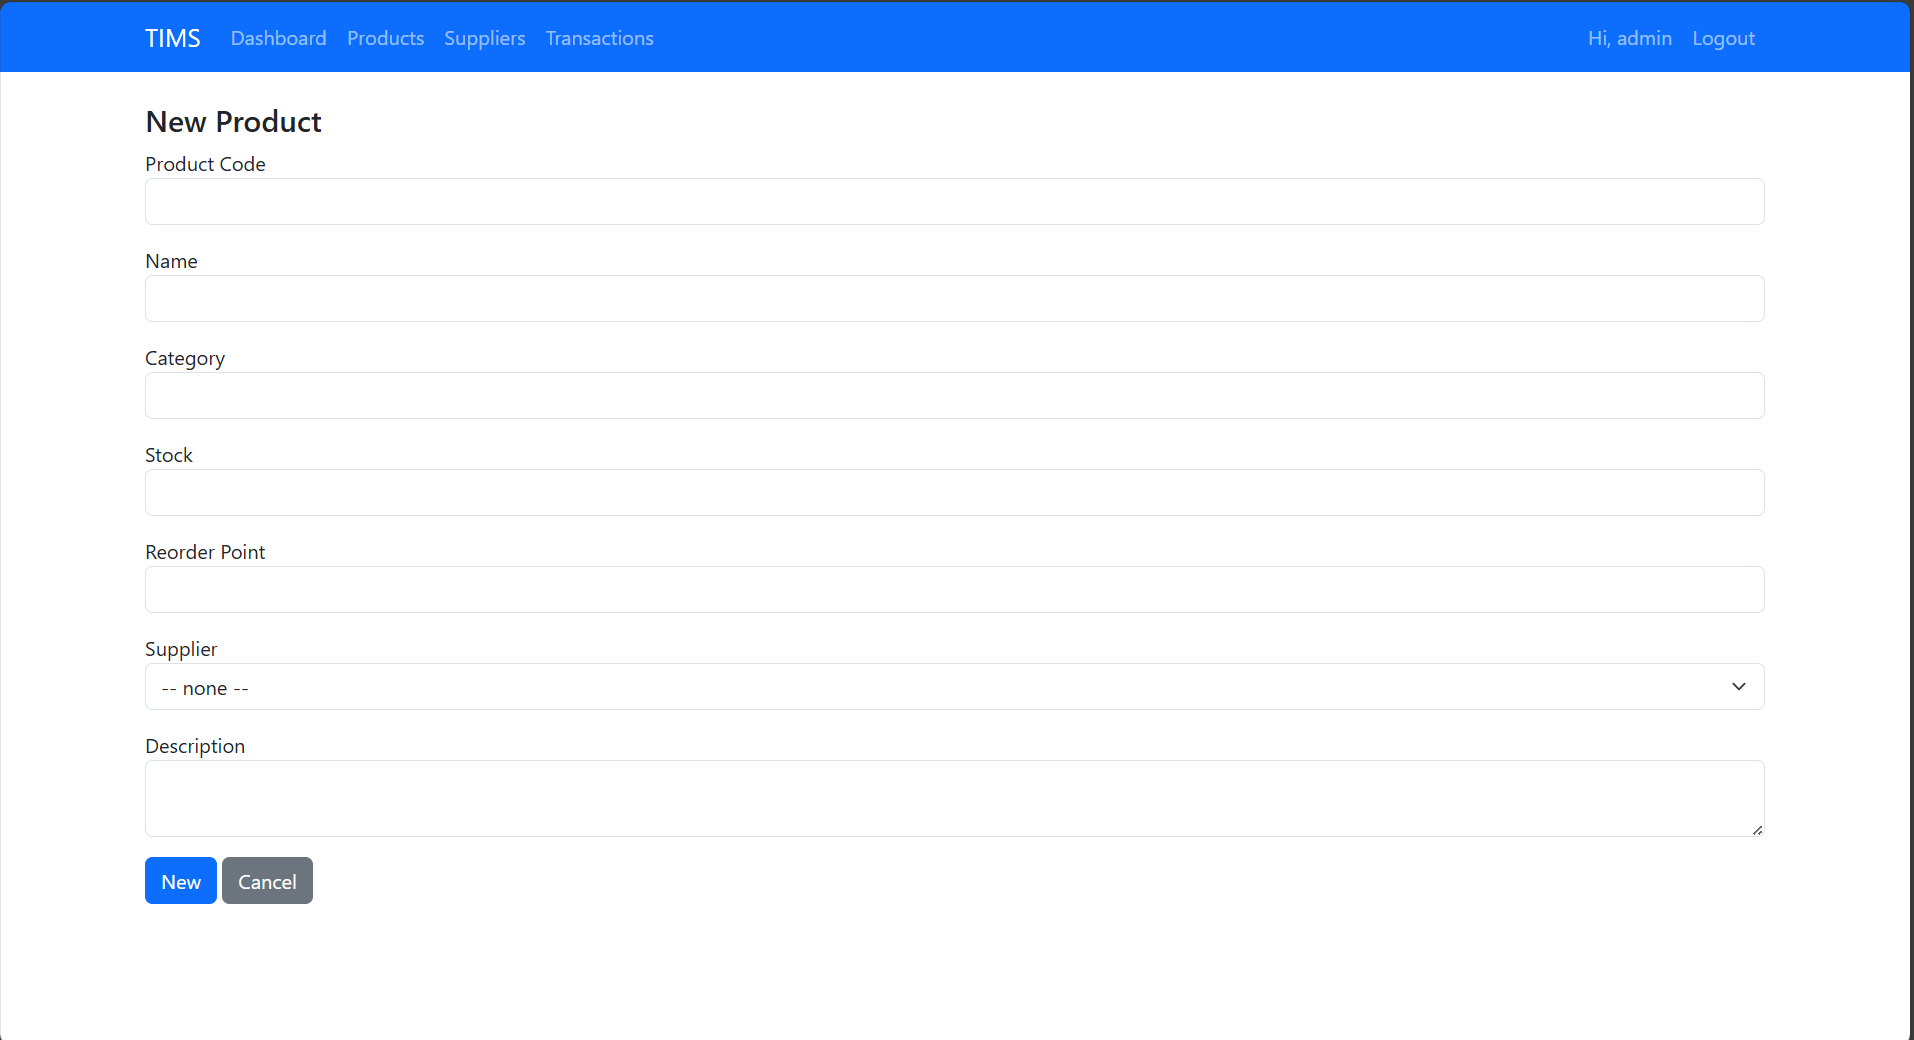 TIMS Dashboard Products Suppliers Transactions Hi, admin Logout
New Product
Product Code
Name
Category
Stock
Reorder Point
Supplier
-- none --
Description
New Cancel